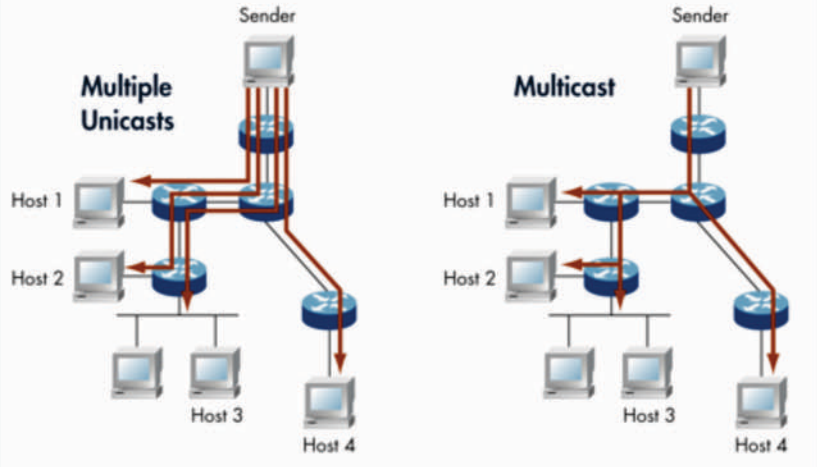 Sender
Multiple
Unicasts
Host 1
Host 2
Host 3
Host 4
Sender
Multicast
Host 1
Host 2
Host 3
Host 4